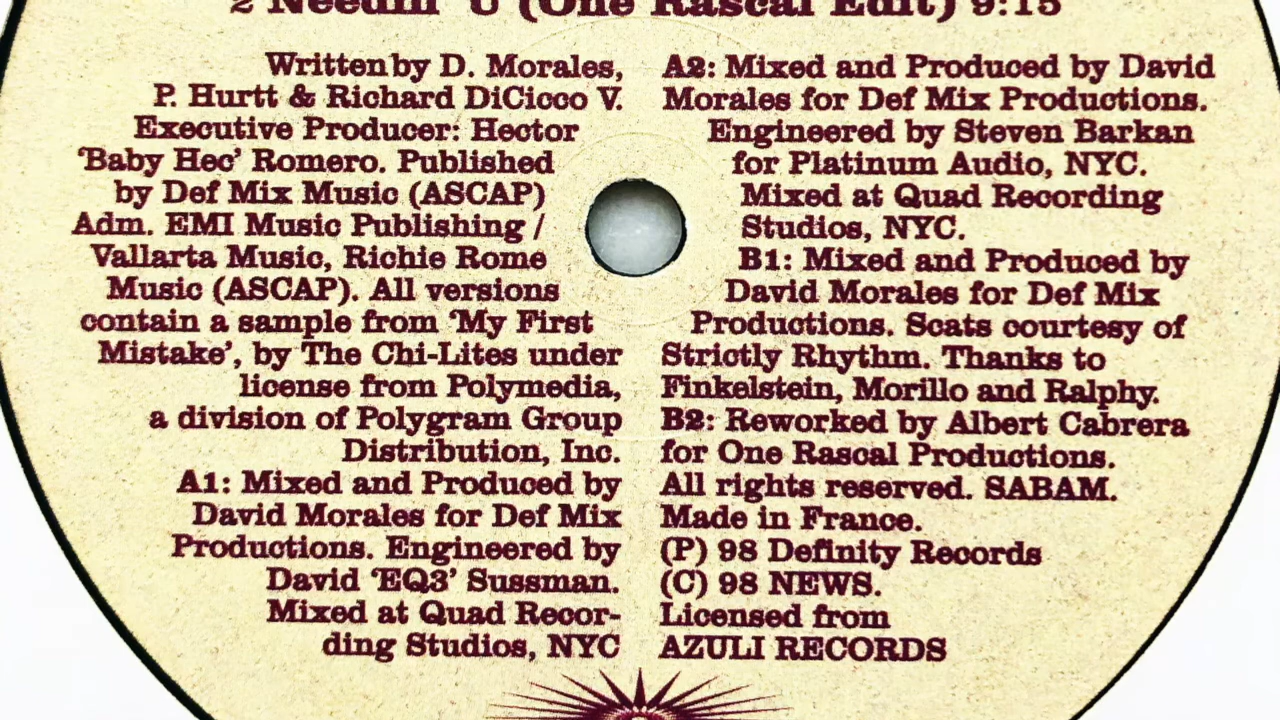 2 Needin' U (One Rascal Edit) 9:15
Written by D. Morales,
P. Hurtt & Richard DiCicco V.
Executive Producer: Hector
'Baby Hec' Romero. Published
by Def Mix Music (ASCAP)
Adm. EMI Music Publishing /
Vallarta Music, Richie Rome
Music (ASCAP). All versions
contain a sample from 'My First
Mistake', by The Chi-Lites under
license from Polymedia,
a division of Polygram Group
Distribution, Inc.
A1: Mixed and Produced by
David Morales for Def Mix
Productions. Engineered by
David 'EQ3' Sussman.
Mixed at Quad Recor-
ding Studios, NYC
A2: Mixed and Produced by David
Morales for Def Mix Productions.
Engineered by Steven Barkan
for Platinum Audio, NYC.
Mixed at Quad Recording
Studios, NYC.
B1: Mixed and Produced by
David Morales for Def Mix
Productions. Scats courtesy of
Strictly Rhythm. Thanks to
Finkelstein, Morillo and Ralphy.
B2: Reworked by Albert Cabrera
for One Rascal Productions.
All rights reserved. SABAM.
Made in France.
(P) 98 Definity Records
(C) 98 NEWS.
Licensed from
AZULI RECORDS